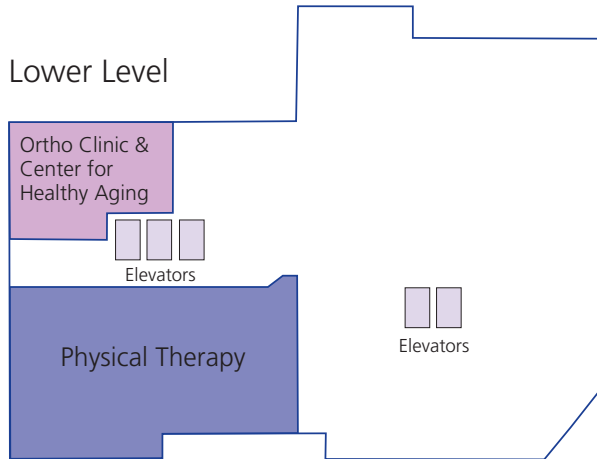 Lower Level
Ortho Clinic &
Center for
Healthy Aging
Elevators
Physical Therapy
Elevators